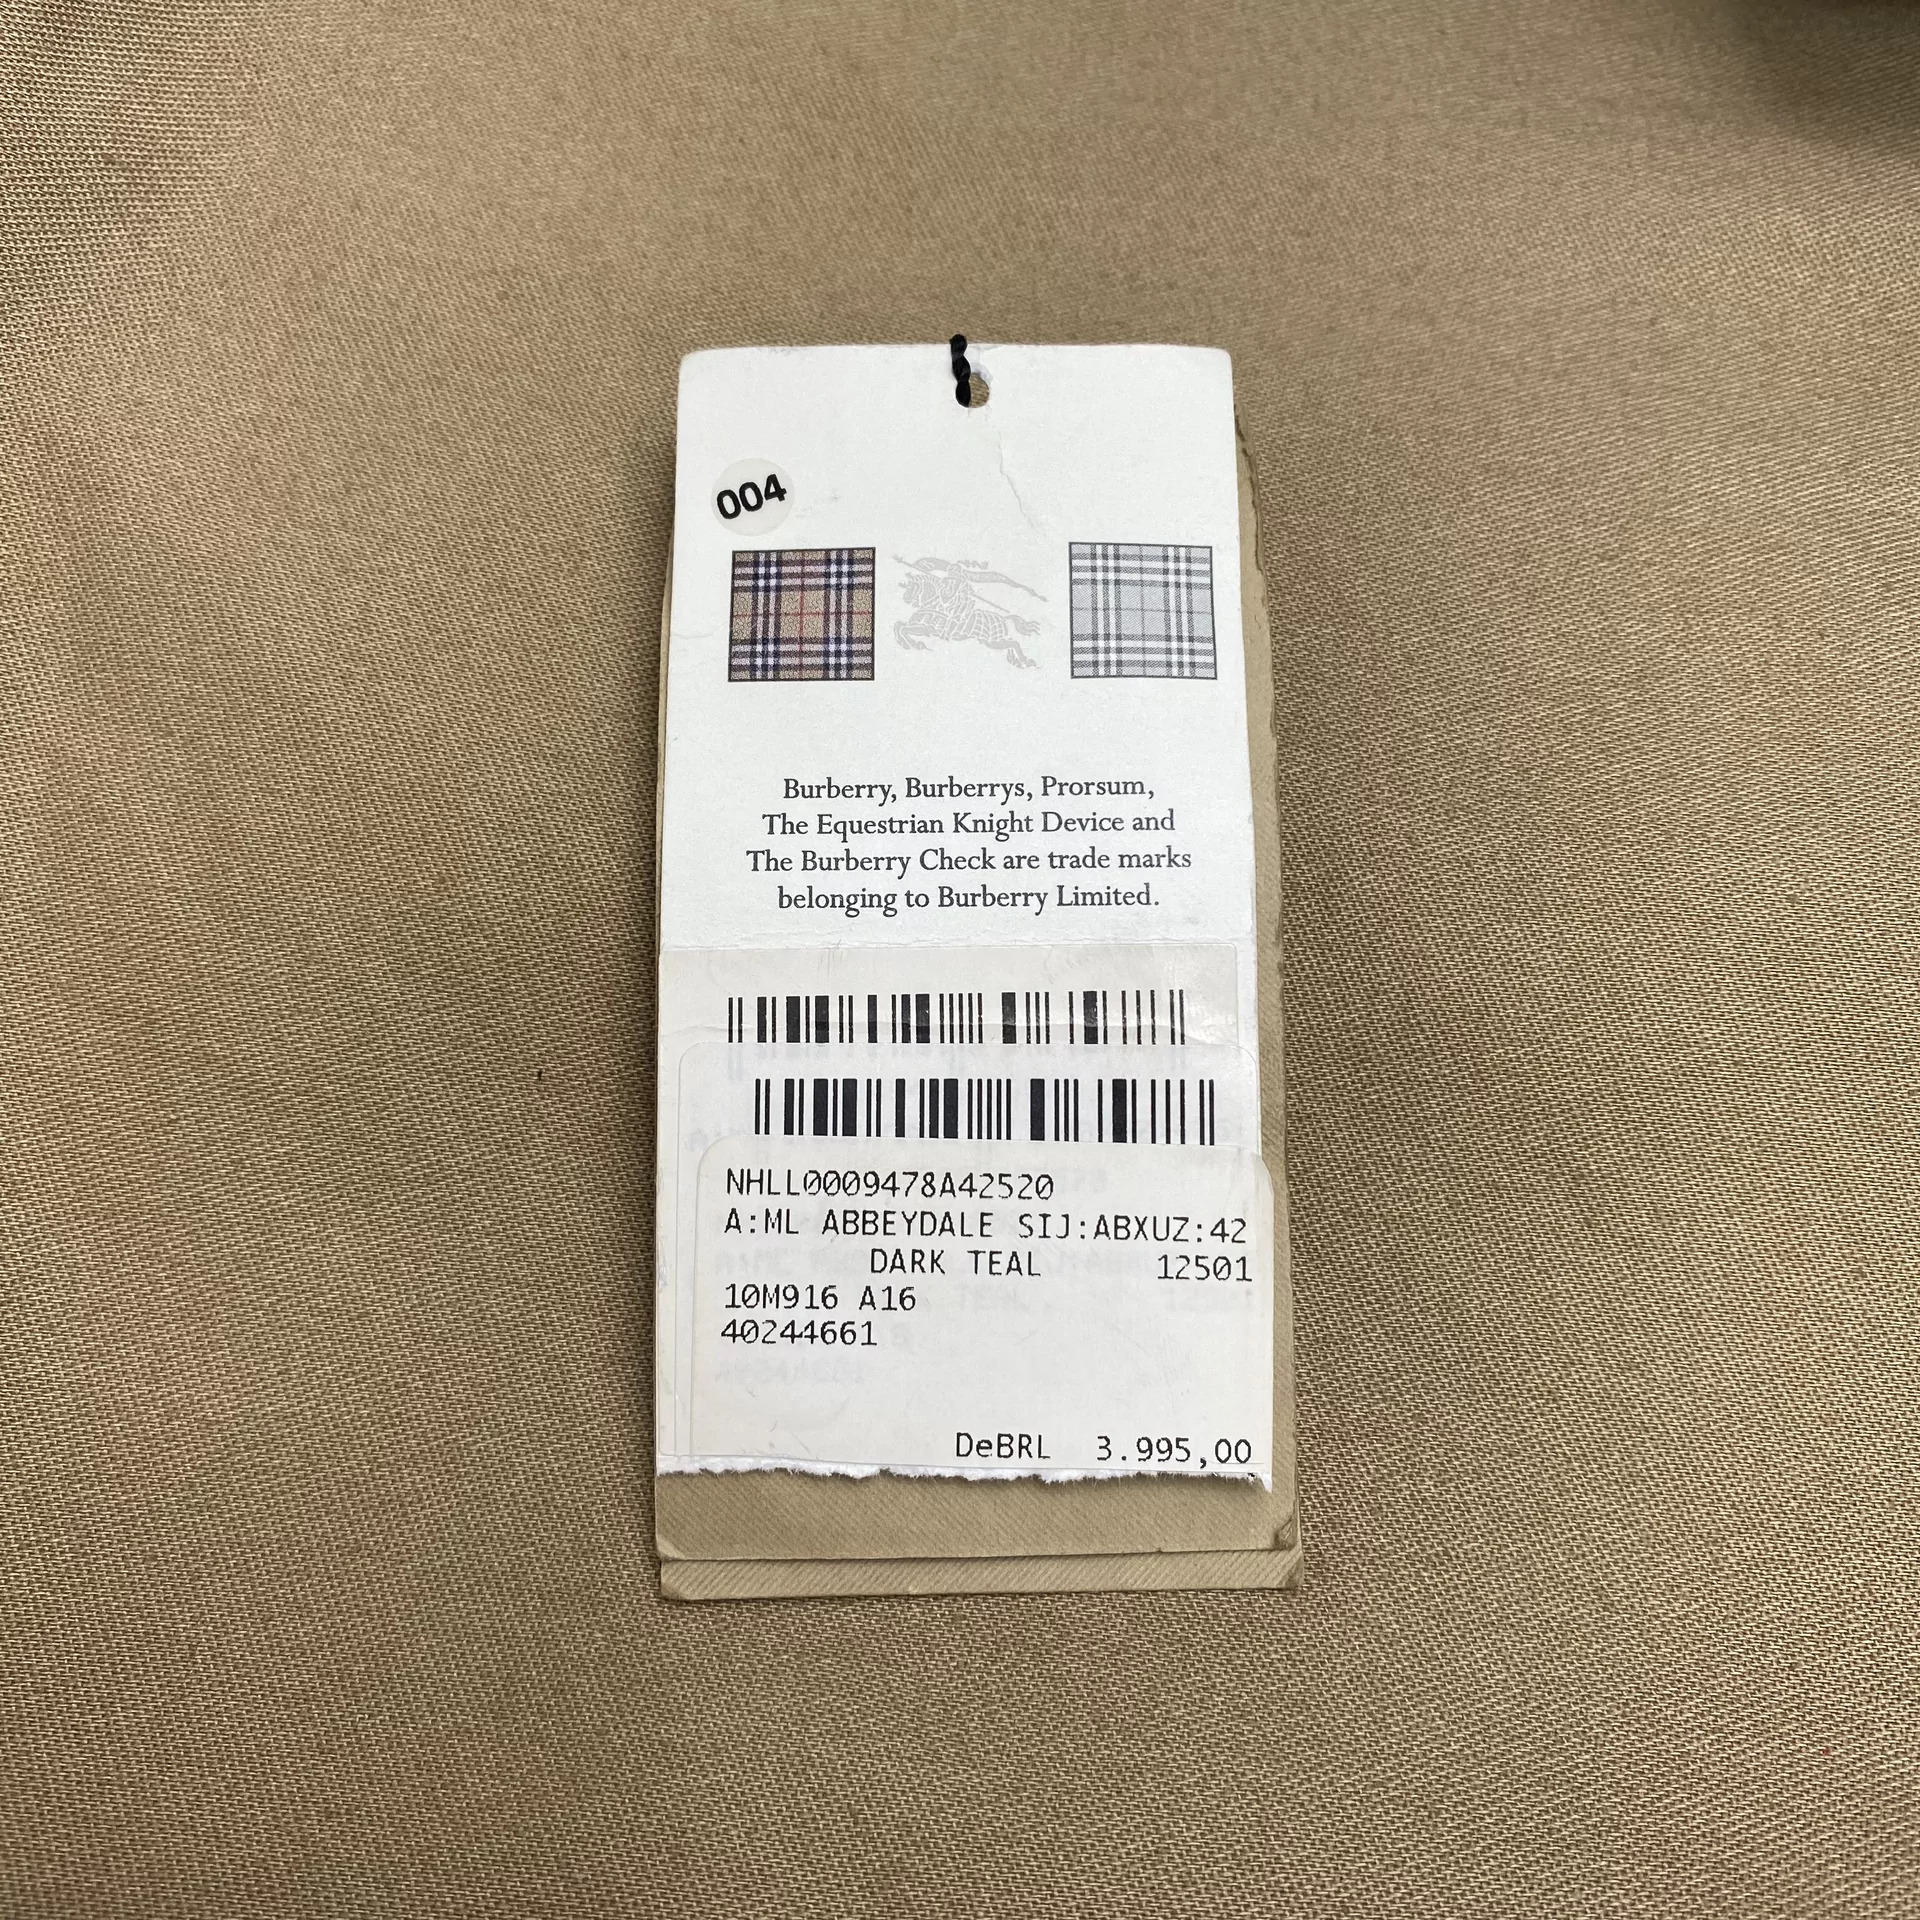 004
Burberry, Burberrys, Prorsum,
The Equestrian Knight Device and
The Burberry Check are trade marks
belonging to Burberry Limited.
NHLL0009478A42520
A:ML ABBEYDALE SIJ:ABXUZ:42
DARK TEAL 12501
10M916 A16
40244661
DeBRL 3.995,00